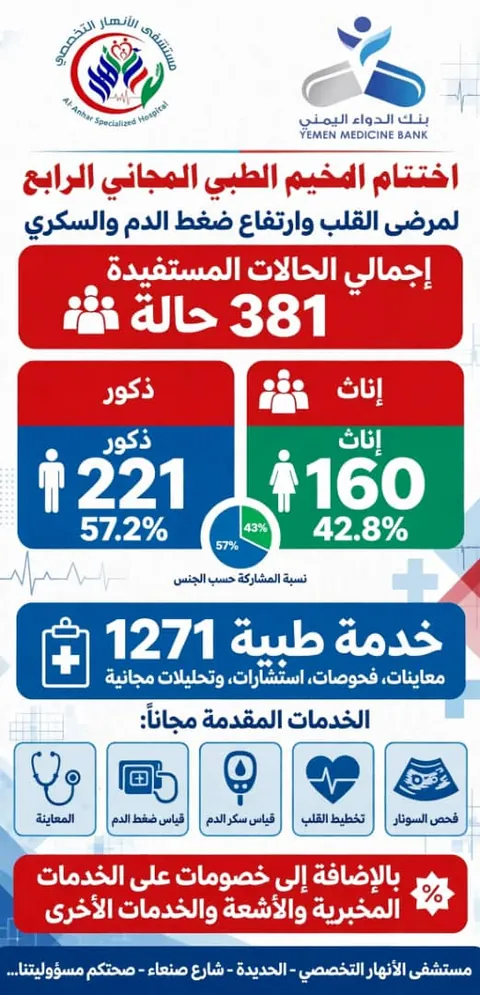 مستشفى الأنهار التخصصي
Al-Anhar Specialized Hospital
بنك الدواء اليمني
YEMEN MEDICINE BANK
اختتام المخيم الطبي المجاني الرابع
لمرضى القلب وارتفاع ضغط الدم والسكري
إجمالي الحالات المستفيدة
381 حالة
إناث
إناث
160
42.8%
ذكور
ذكور
221
57.2%
43%
57%
نسبة المشاركة حسب الجنس
1271 خدمة طبية
معاينات، فحوصات، استشارات، وتحليلات مجانية
الخدمات المقدمة مجاناً:
فحص السونار
تخطيط القلب
قياس سكر الدم
قياس ضغط الدم
المعاينة
%
بالإضافة إلى خصومات على الخدمات
المخبرية والأشعة والخدمات الأخرى
مستشفى الأنهار التخصصي - الحديدة - شارع صنعاء - صحتكم مسؤوليتنا...